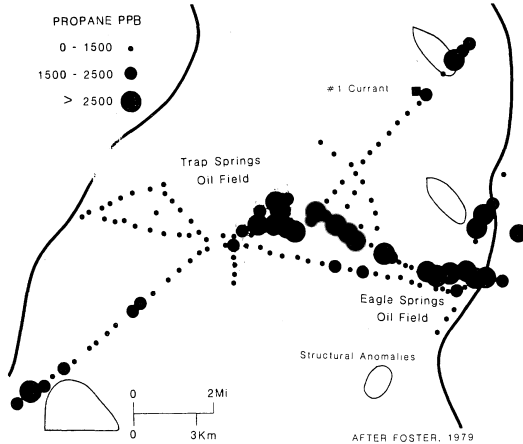 PROPANE PPB
0 - 1500
1500 - 2500
> 2500
#1 Currant
Trap Springs
Oil Field
Eagle Springs
Oil Field
Structural Anomalies
0 2Mi
0 3Km
AFTER FOSTER, 1979